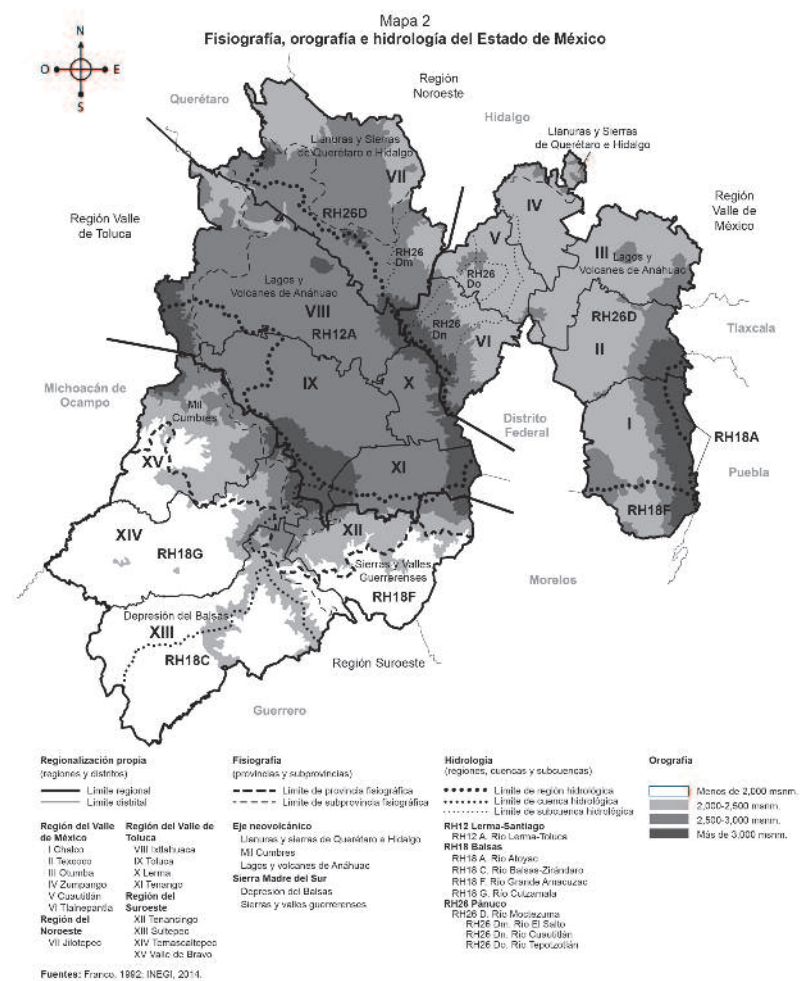 Mapa 2
Fisiografía, orografía e hidrología del Estado de México
N
O
E
S
Querétaro
Región
Noroeste
Hidalgo
Llanuras y Sierras
de Querétaro e Hidalgo
Llanuras y Sierras
de Querétaro e Hidalgo
VII
IV
Región
Valle de
México
Región Valle
de Toluca
RH26D
V
III
RH26
Dm
RH26
Do
Lagos y
Volcanes de Anáhuac
Lagos y
Volcanes de Anáhuac
VIII
RH12A
RH26
Dn
VI
RH26D
II
Tlaxcala
IX
X
Michoacán de
Ocampo
Mil
Cumbres
Distrito
Federal
I
RH18A
XV
XI
Puebla
XIV
RH18G
XII
RH18F
Sierras y Valles
Guerrerenses
RH18F
Morelos
Depresión del Balsas
XIII
RH18C
Región Suroeste
Guerrero
Regionalización propia
(regiones y distritos)
Límite regional
Límite distrital
Región del Valle
de México
I Chalco
II Texcoco
III Otumba
IV Zumpango
V Cuautitlán
VI Tlalnepantla
Región del
Noroeste
VII Jilotepec
Región del Valle de
Toluca
VIII Ixtlahuaca
IX Toluca
X Lerma
XI Tenango
Región del
Suroeste
XII Tenancingo
XIII Sultepec
XIV Temascaltepec
XV Valle de Bravo
Fisiografía
(provincias y subprovincias)
Límite de provincia fisiográfica
Límite de subprovincia fisiográfica
Eje neovolcánico
Llanuras y sierras de Querétaro e Hidalgo
Mil Cumbres
Lagos y volcanes de Anáhuac
Sierra Madre del Sur
Depresión del Balsas
Sierras y valles guerrerenses
Hidrología
(regiones, cuencas y subcuencas)
Límite de región hidrológica
Límite de cuenca hidrológica
Límite de subcuenca hidrológica
RH12 Lerma-Santiago
RH12 A. Río Lerma-Toluca
RH18 Balsas
RH18 A. Río Atoyac
RH18 C. Río Balsas-Zirándaro
RH18 F. Río Grande Amacuzac
RH18 G. Río Cutzamala
RH26 Pánuco
RH26 D. Río Moctezuma
RH26 Dm. Río El Salto
RH26 Dn. Río Cuautitlán
RH26 Do. Río Tepotzotlán
Orografía
Menos de 2,000 msnm.
2,000-2,500 msnm.
2,500-3,000 msnm.
Más de 3,000 msnm.
Fuentes: Franco, 1992; INEGI, 2014.